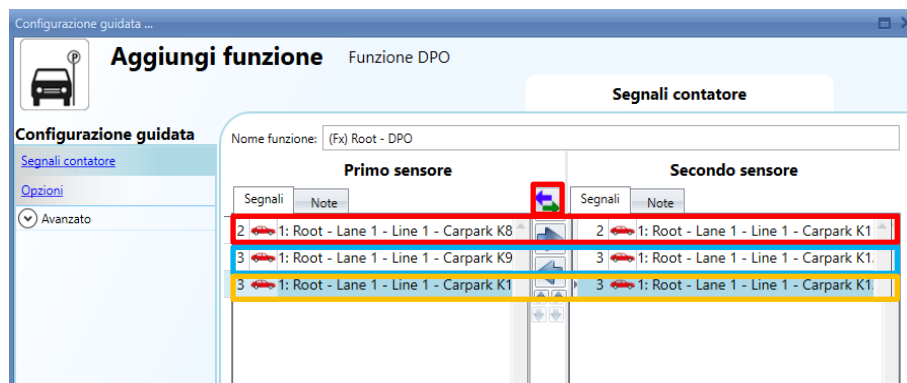 Configurazione guidata ...
P
Aggiungi funzione Funzione DPO
Segnali contatore
Configurazione guidata
Segnali contatore
Opzioni
Avanzato
Nome funzione: (Fx) Root - DPO
Primo sensore
Secondo sensore
Segnali Note
Segnali Note
2 1: Root - Lane 1 - Line 1 - Carpark K8
2 1: Root - Lane 1 - Line 1 - Carpark K1
3 1: Root - Lane 1 - Line 1 - Carpark K9
3 1: Root - Lane 1 - Line 1 - Carpark K1.
3 1: Root - Lane 1 - Line 1 - Carpark K1
3 1: Root - Lane 1 - Line 1 - Carpark K1.